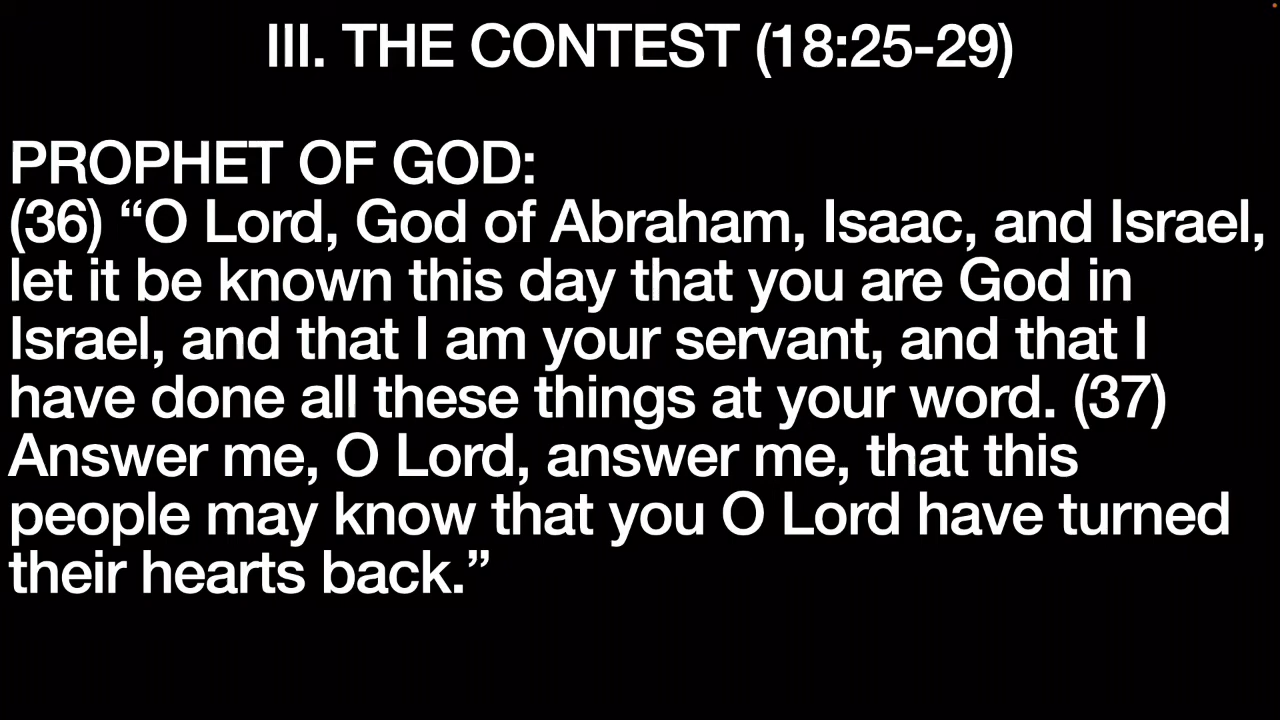 III. THE CONTEST (18:25-29)
PROPHET OF GOD:
(36) “O Lord, God of Abraham, Isaac, and Israel,
let it be known this day that you are God in
Israel, and that I am your servant, and that I
have done all these things at your word. (37)
Answer me, O Lord, answer me, that this
people may know that you O Lord have turned
their hearts back.”